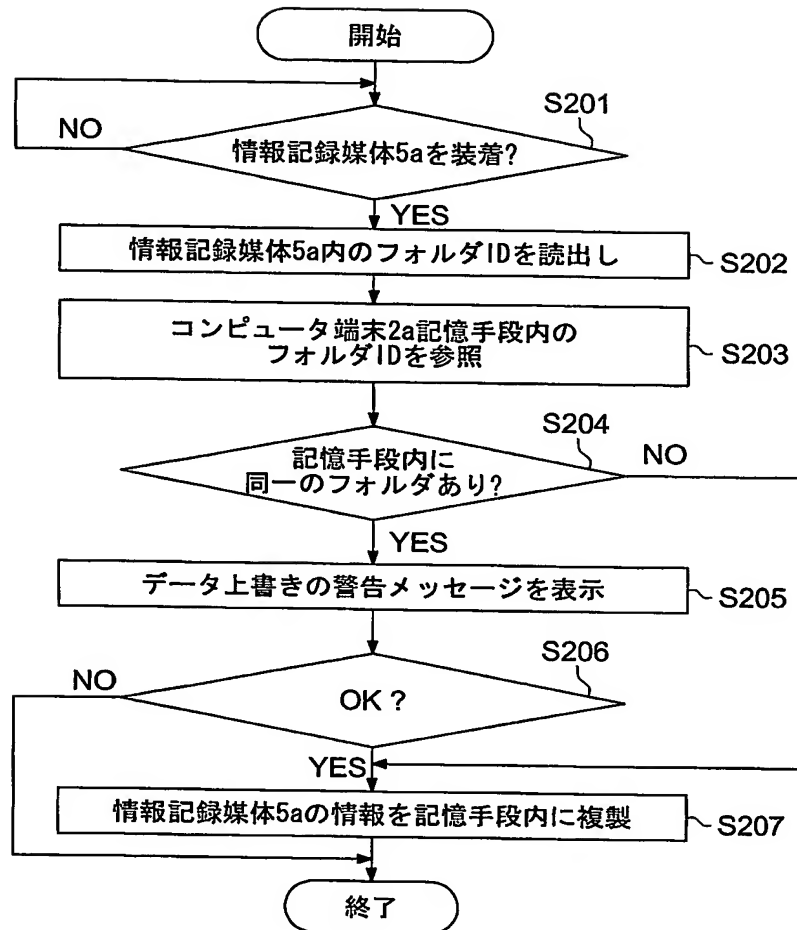 開始
S201
NO
情報記録媒体5aを装着?
YES
情報記録媒体5a内のフォルダIDを読出し
S202
コンピュータ端末2a記憶手段内の
フォルダIDを参照
S203
S204
記憶手段内に
同一のフォルダあり?
NO
YES
データ上書きの警告メッセージを表示
S205
S206
NO
OK ?
YES
情報記録媒体5aの情報を記憶手段内に複製
S207
終了